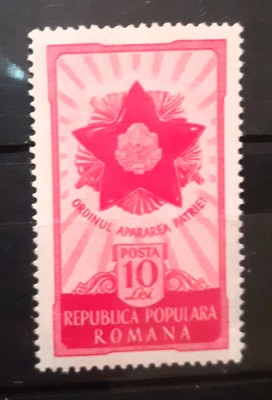 ORDINUL APARAREA PATRIEI
POSTA
10
Lei
REPUBLICA POPULARA
ROMANA